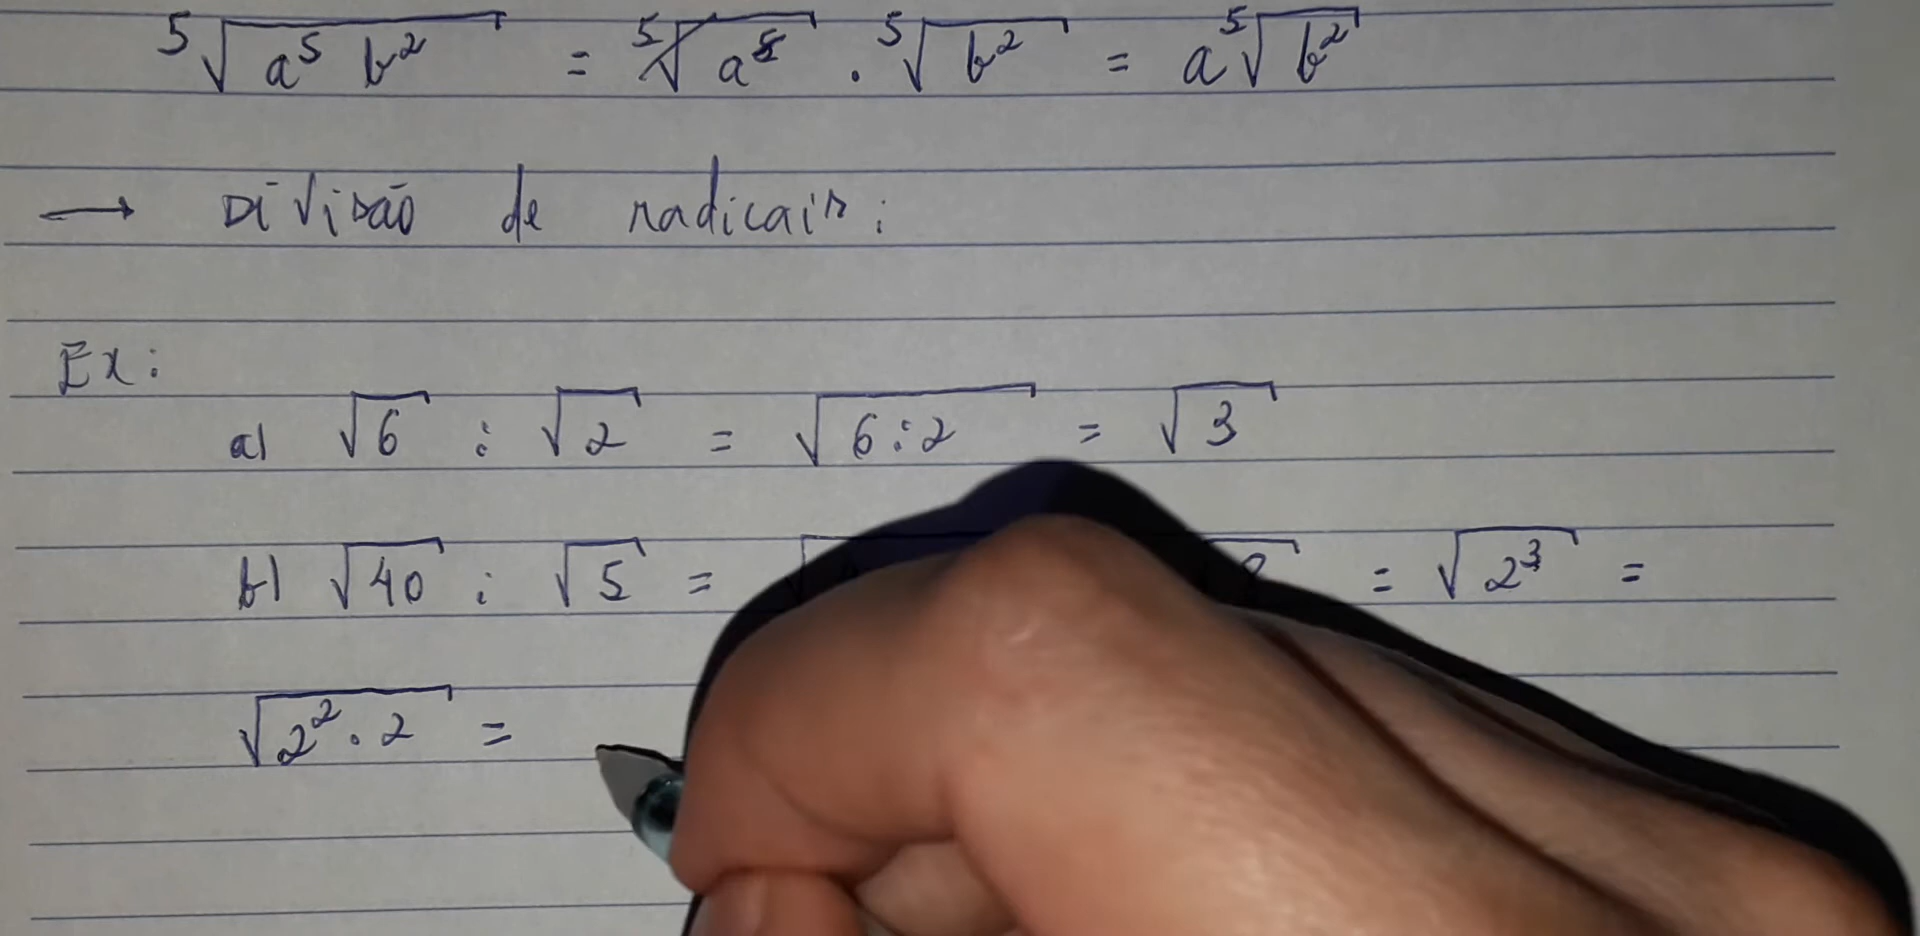 ⁵√a⁵ b² = ⁵√a⁵ . ⁵√b² = a ⁵√b²
→ Divisão de radicais:
Ex:
a) √6 : √2 = √6:2 = √3
b) √40 : √5 = = √2³ =
√2² . 2 =